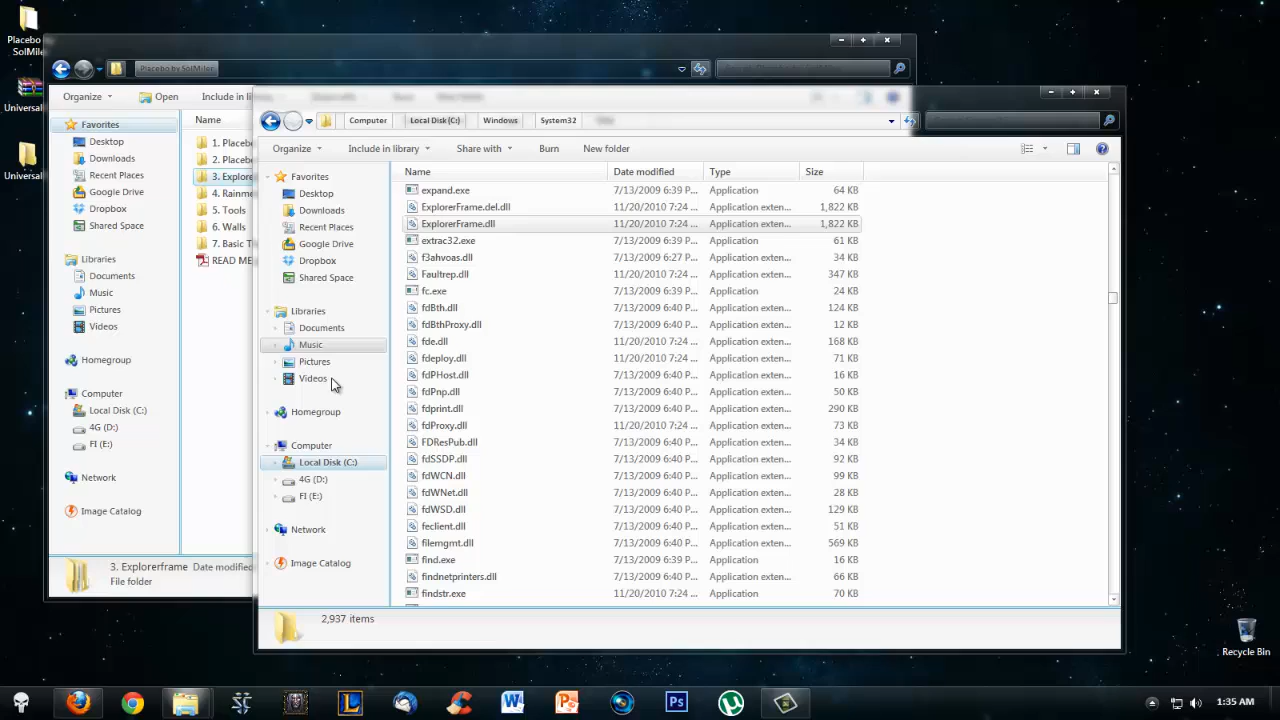 Placebo
SolMile
Universal
Universal
Placebo by SolMiler
Organize
Open
Include in li
Favorites
Desktop
Downloads
Recent Places
Google Drive
Dropbox
Shared Space
Libraries
Documents
Music
Pictures
Videos
Homegroup
Computer
Local Disk (C:)
4G (D:)
FI (E:)
Network
Image Catalog
Name
1. Placebo
2. Placebo
3. Explore
4. Rainme
5. Tools
6. Walls
7. Basic T
READ ME
3. Explorerframe Date modified
File folder
Computer Local Disk (C:) Windows System32
Organize Include in library Share with Burn New folder
Favorites
Desktop
Downloads
Recent Places
Google Drive
Dropbox
Shared Space
Libraries
Documents
Music
Pictures
Videos
Homegroup
Computer
Local Disk (C:)
4G (D:)
FI (E:)
Network
Image Catalog
Name Date modified Type Size
expand.exe 7/13/2009 6:39 P... Application 64 KB
ExplorerFrame.del.dll 11/20/2010 7:24 ... Application exten... 1,822 KB
ExplorerFrame.dll 11/20/2010 7:24 ... Application exten... 1,822 KB
extrac32.exe 7/13/2009 6:39 P... Application 61 KB
f3ahvoas.dll 7/13/2009 6:27 P... Application exten... 34 KB
Faultrep.dll 11/20/2010 7:24 ... Application exten... 347 KB
fc.exe 7/13/2009 6:39 P... Application 24 KB
fdBth.dll 7/13/2009 6:40 P... Application exten... 124 KB
fdBthProxy.dll 7/13/2009 6:40 P... Application exten... 12 KB
fde.dll 11/20/2010 7:24 ... Application exten... 168 KB
fdeploy.dll 11/20/2010 7:24 ... Application exten... 71 KB
fdPHost.dll 7/13/2009 6:40 P... Application exten... 16 KB
fdPnp.dll 7/13/2009 6:40 P... Application exten... 50 KB
fdprint.dll 7/13/2009 6:40 P... Application exten... 290 KB
fdProxy.dll 11/20/2010 7:24 ... Application exten... 73 KB
FDResPub.dll 7/13/2009 6:40 P... Application exten... 34 KB
fdSSDP.dll 7/13/2009 6:40 P... Application exten... 92 KB
fdWCN.dll 7/13/2009 6:40 P... Application exten... 99 KB
fdWNet.dll 7/13/2009 6:40 P... Application exten... 28 KB
fdWSD.dll 7/13/2009 6:40 P... Application exten... 129 KB
feclient.dll 7/13/2009 6:40 P... Application exten... 51 KB
filemgmt.dll 7/13/2009 6:40 P... Application exten... 569 KB
find.exe 7/13/2009 6:39 P... Application 16 KB
findnetprinters.dll 7/13/2009 6:40 P... Application exten... 66 KB
findstr.exe 11/20/2010 7:24 ... Application 70 KB
2,937 items
Recycle Bin
1:35 AM